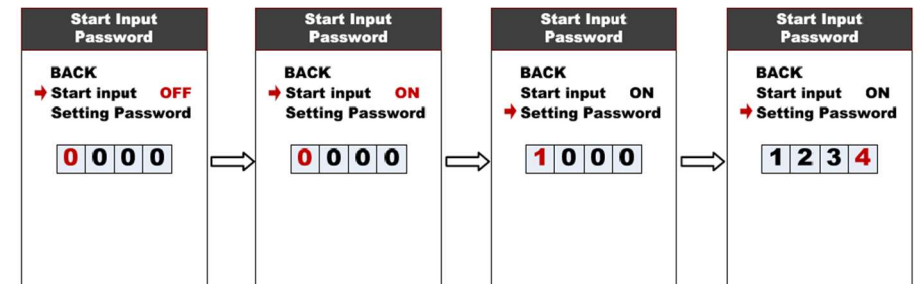 Start Input
Password
BACK
Start input OFF
Setting Password
0 0 0 0
Start Input
Password
BACK
Start input ON
Setting Password
0 0 0 0
Start Input
Password
BACK
Start input ON
Setting Password
1 0 0 0
Start Input
Password
BACK
Start input ON
Setting Password
1 2 3 4